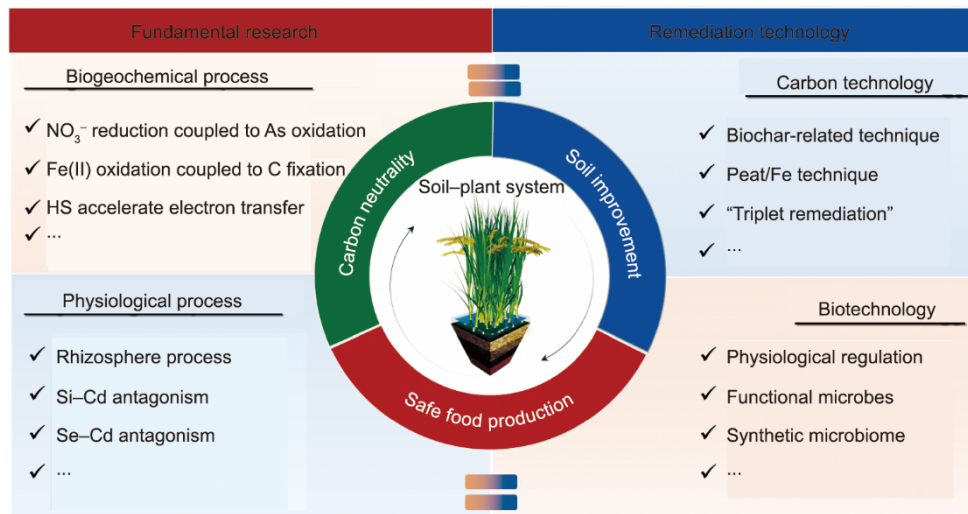 Fundamental research
Remediation technology
Biogeochemical process
✓ NO₃⁻ reduction coupled to As oxidation
✓ Fe(II) oxidation coupled to C fixation
✓ HS accelerate electron transfer
✓ ...
Physiological process
✓ Rhizosphere process
✓ Si–Cd antagonism
✓ Se–Cd antagonism
✓ ...
Carbon neutrality
Soil improvement
Safe food production
Soil–plant system
Carbon technology
✓ Biochar-related technique
✓ Peat/Fe technique
✓ “Triplet remediation”
✓ ...
Biotechnology
✓ Physiological regulation
✓ Functional microbes
✓ Synthetic microbiome
✓ ...